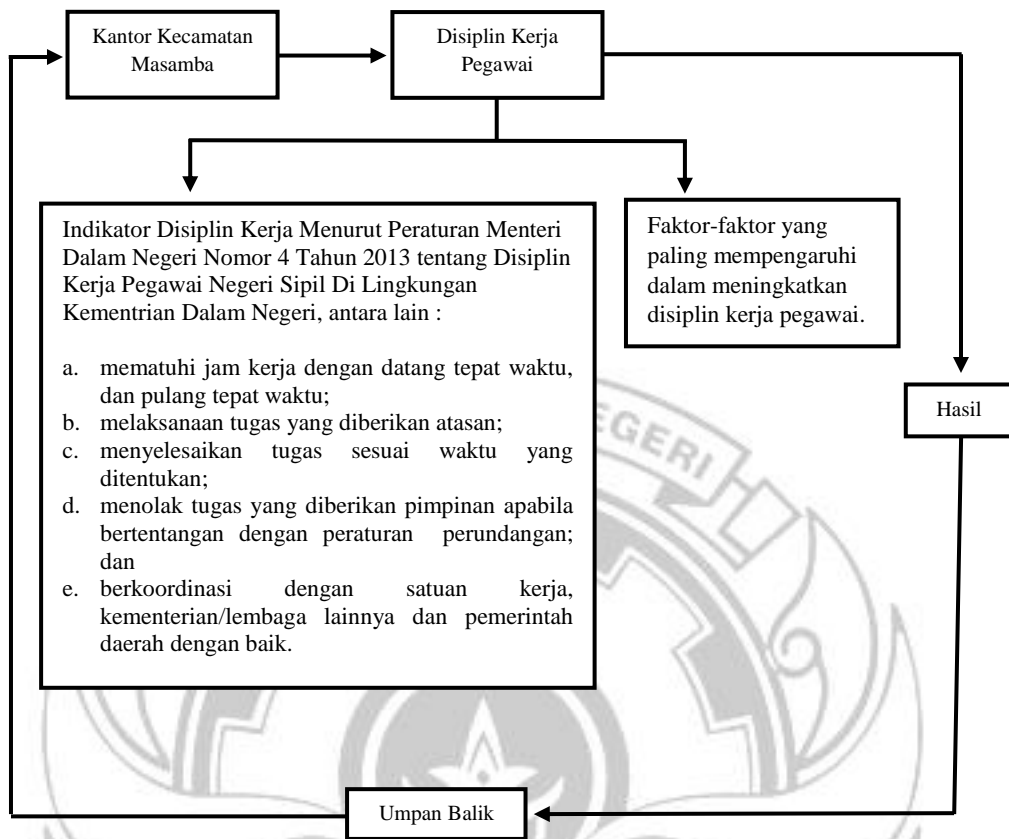 Kantor Kecamatan
Masamba
Disiplin Kerja
Pegawai
Indikator Disiplin Kerja Menurut Peraturan Menteri
Dalam Negeri Nomor 4 Tahun 2013 tentang Disiplin
Kerja Pegawai Negeri Sipil Di Lingkungan
Kementrian Dalam Negeri, antara lain :
a. mematuhi jam kerja dengan datang tepat waktu,
dan pulang tepat waktu;
b. melaksanaan tugas yang diberikan atasan;
c. menyelesaikan tugas sesuai waktu yang
ditentukan;
d. menolak tugas yang diberikan pimpinan apabila
bertentangan dengan peraturan perundangan;
dan
e. berkoordinasi dengan satuan kerja,
kementerian/lembaga lainnya dan pemerintah
daerah dengan baik.
Faktor-faktor yang
paling mempengaruhi
dalam meningkatkan
disiplin kerja pegawai.
Hasil
EGERI
Umpan Balik